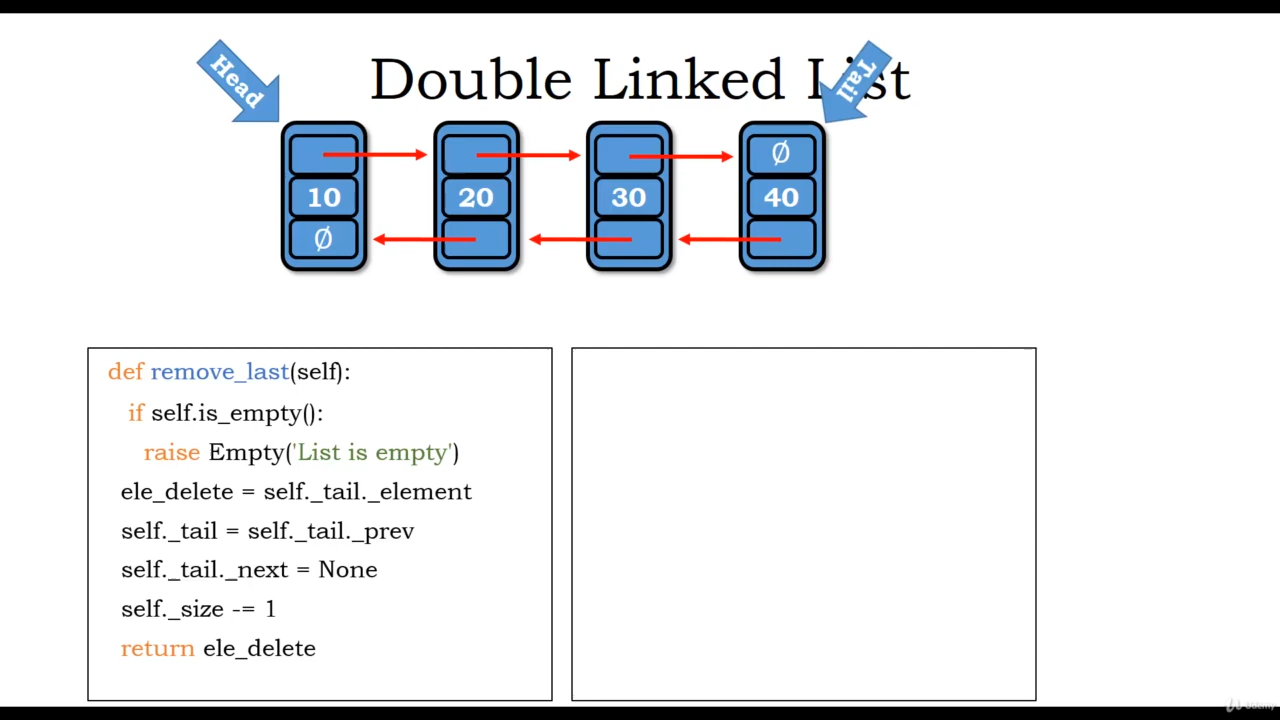 Double Linked List
Head
Tail
Ø
10 20 30 40
Ø
def remove_last(self):
if self.is_empty():
raise Empty('List is empty')
ele_delete = self._tail._element
self._tail = self._tail._prev
self._tail._next = None
self._size -= 1
return ele_delete
Udemy